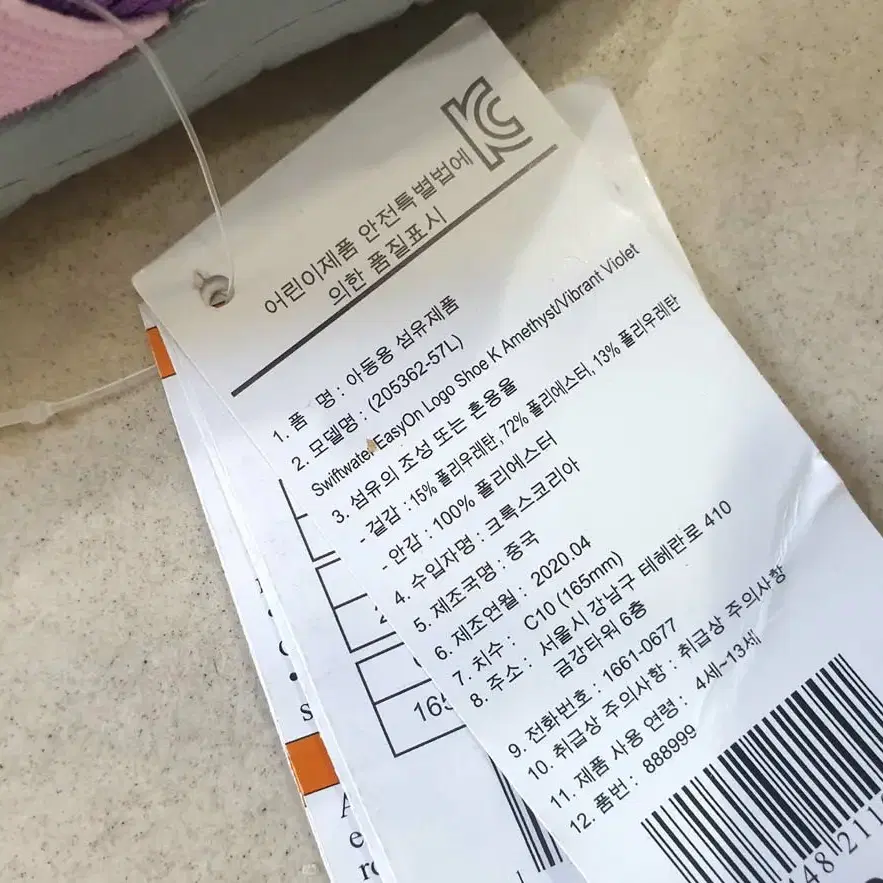 KC
어린이제품 안전특별법에
의한 품질표시
1. 품 명 : 아동용 섬유제품
2. 모델명 : (205362-57L)
Swiftwater EasyOn Logo Shoe K Amethyst/Vibrant Violet
3. 섬유의 조성 또는 혼용율
- 겉감 : 15% 폴리우레탄, 72% 폴리에스터, 13% 폴리우레탄
- 안감 : 100% 폴리에스터
4. 수입자명 : 크록스코리아
5. 제조국명 : 중국
6. 제조연월 : 2020.04
7. 치수 : C10 (165mm)
8. 주소 : 서울시 강남구 테헤란로 410
금강타워 6층
9. 전화번호 : 1661-0677
10. 취급상 주의사항 : 취급상 주의사항
11. 제품 사용 연령 : 4세~13세
12. 품번 : 888999
165